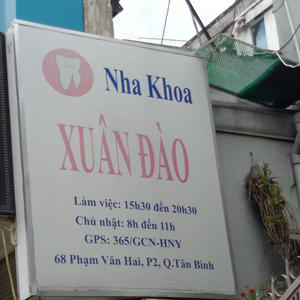 Nha Khoa
XUÂN ĐÀO
Làm việc: 15h30 đến 20h30
Chủ nhật: 8h đến 11h
GPS: 365/GCN-HNY
68 Phạm Văn Hai, P2, Q.Tân Bình